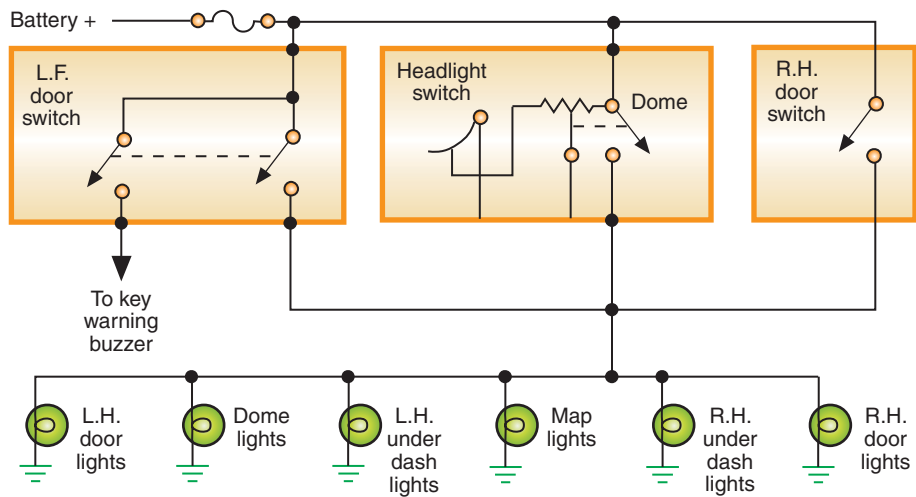 Battery +
L.F.
door
switch
Headlight
switch
Dome
R.H.
door
switch
To key
warning
buzzer
L.H.
door
lights
Dome
lights
L.H.
under
dash
lights
Map
lights
R.H.
under
dash
lights
R.H.
door
lights